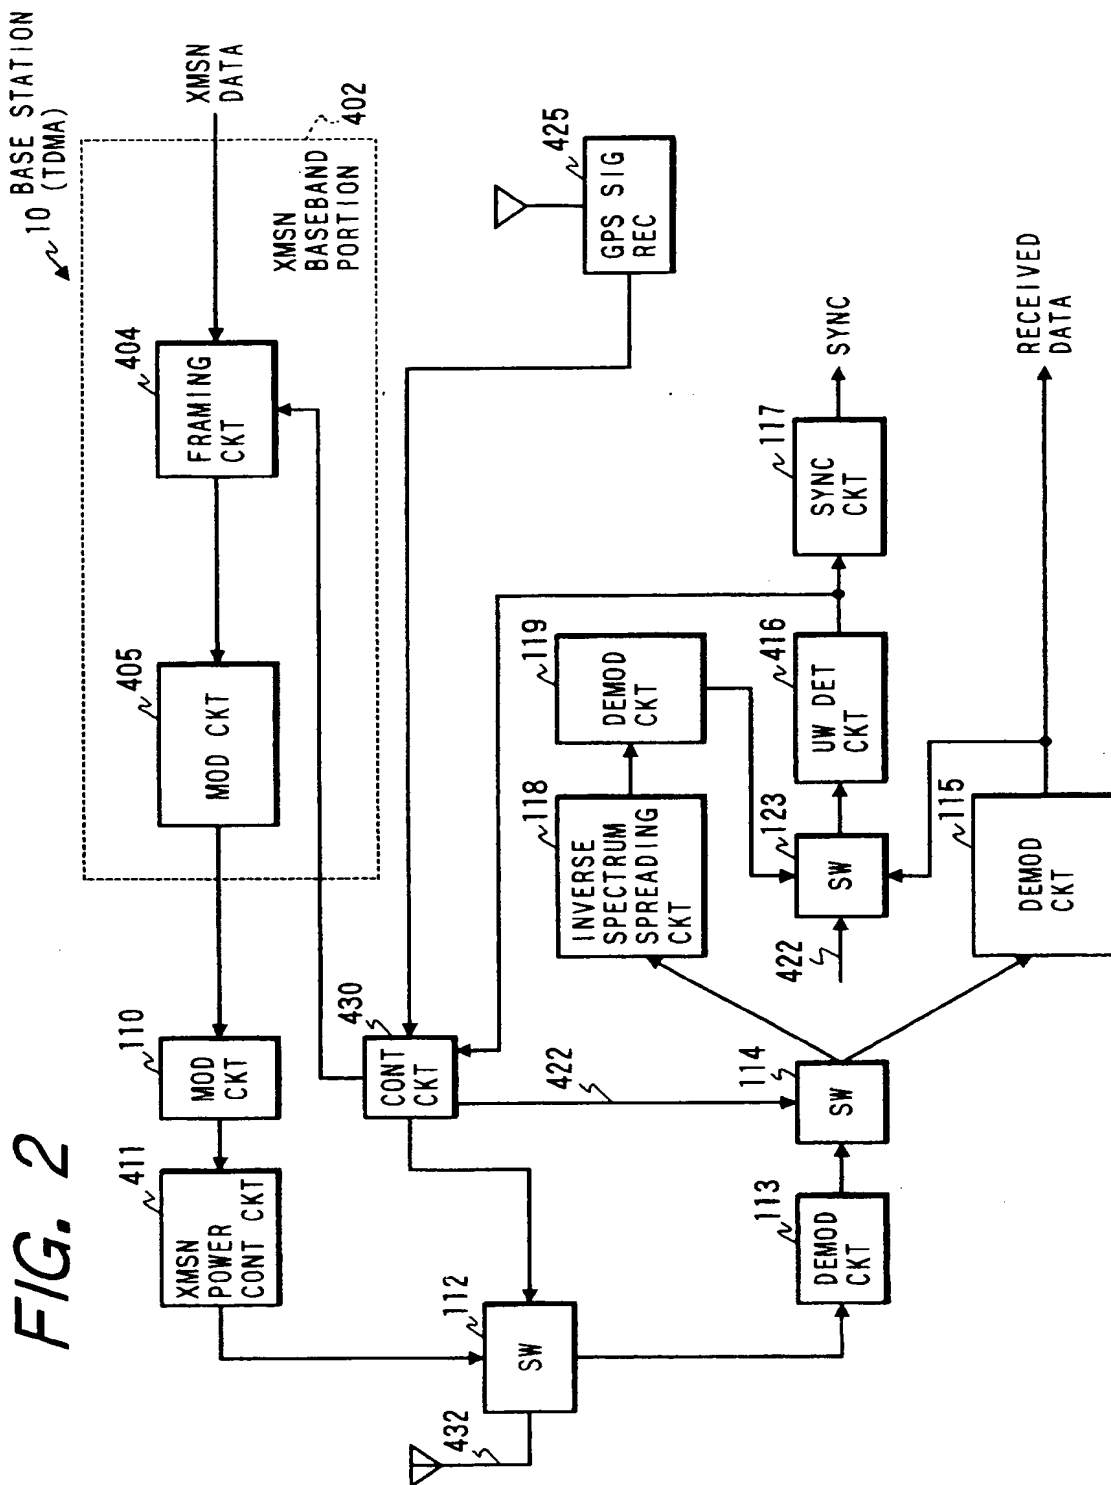 FIG. 2
10 BASE STATION
(TDMA)
XMSN
DATA
402
XMSN
BASEBAND
PORTION
404
FRAMING
CKT
405
MOD CKT
110
MOD
CKT
411
XMSN
POWER
CONT CKT
425
GPS SIG
REC
430
CONT
CKT
422
112
SW
432
113
DEMOD
CKT
114
SW
118
INVERSE
SPECTRUM
SPREADING
CKT
119
DEMOD
CKT
123
SW
422
416
UW DET
CKT
117
SYNC
CKT
SYNC
115
DEMOD
CKT
RECEIVED
DATA